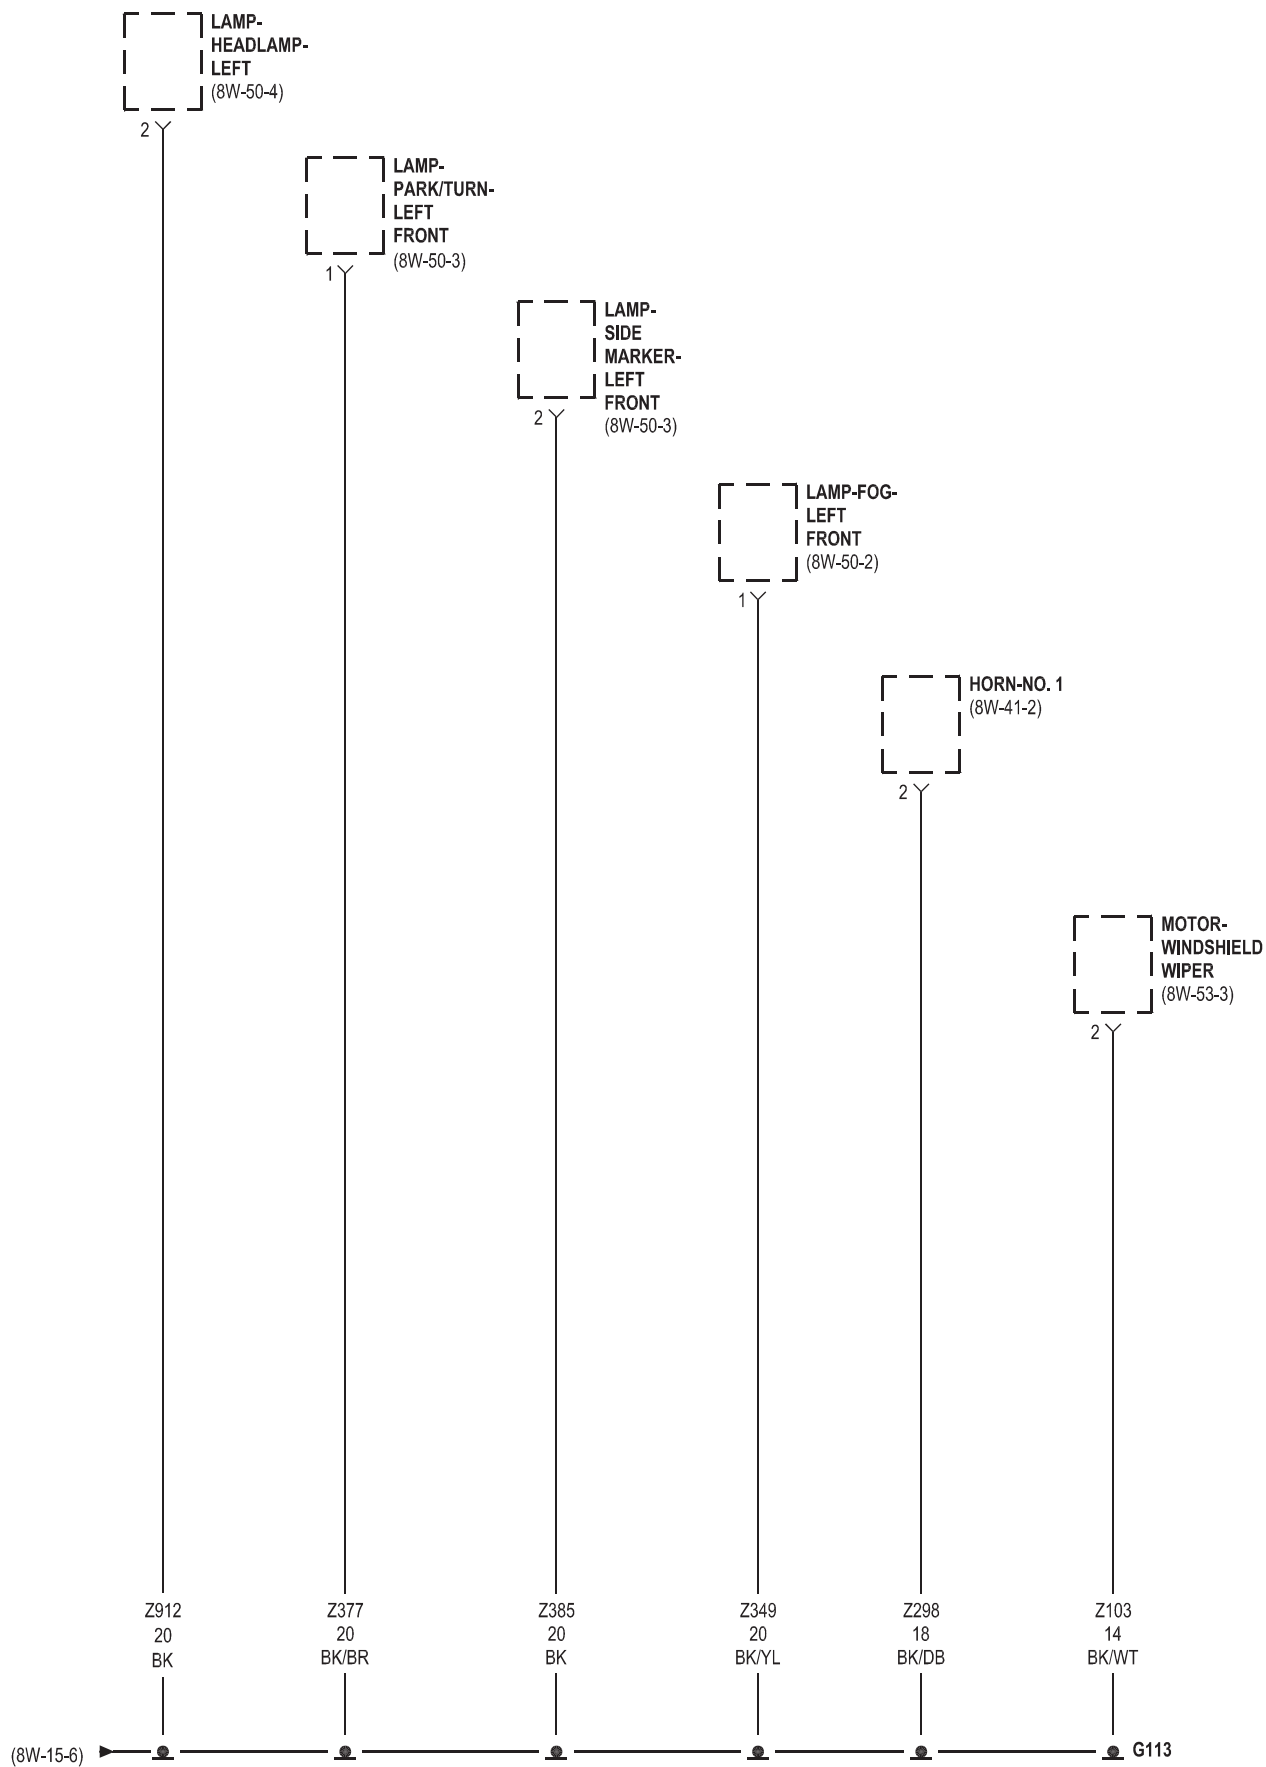 LAMP-
HEADLAMP-
LEFT
(8W-50-4)
2
LAMP-
PARK/TURN-
LEFT
FRONT
(8W-50-3)
1
LAMP-
SIDE
MARKER-
LEFT
FRONT
(8W-50-3)
2
LAMP-FOG-
LEFT
FRONT
(8W-50-2)
1
HORN-NO. 1
(8W-41-2)
2
MOTOR-
WINDSHIELD
WIPER
(8W-53-3)
2
Z912
20
BK
Z377
20
BK/BR
Z385
20
BK
Z349
20
BK/YL
Z298
18
BK/DB
Z103
14
BK/WT
(8W-15-6)
G113